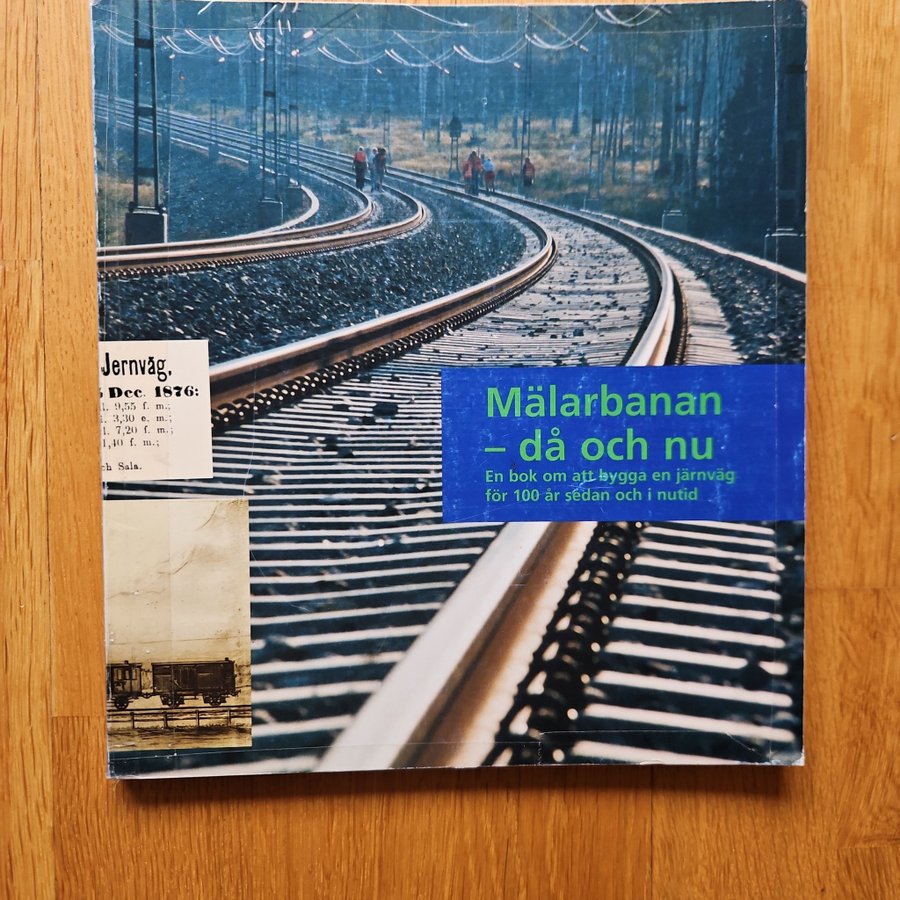 Jernväg,
Dec. 1876:
9,55 f. m.;
3,30 e. m.;
7,20 f. m.;
1,40 f. m.;
Sala.
Mälarbanan
– då och nu
En bok om att bygga en järnväg
för 100 år sedan och i nutid